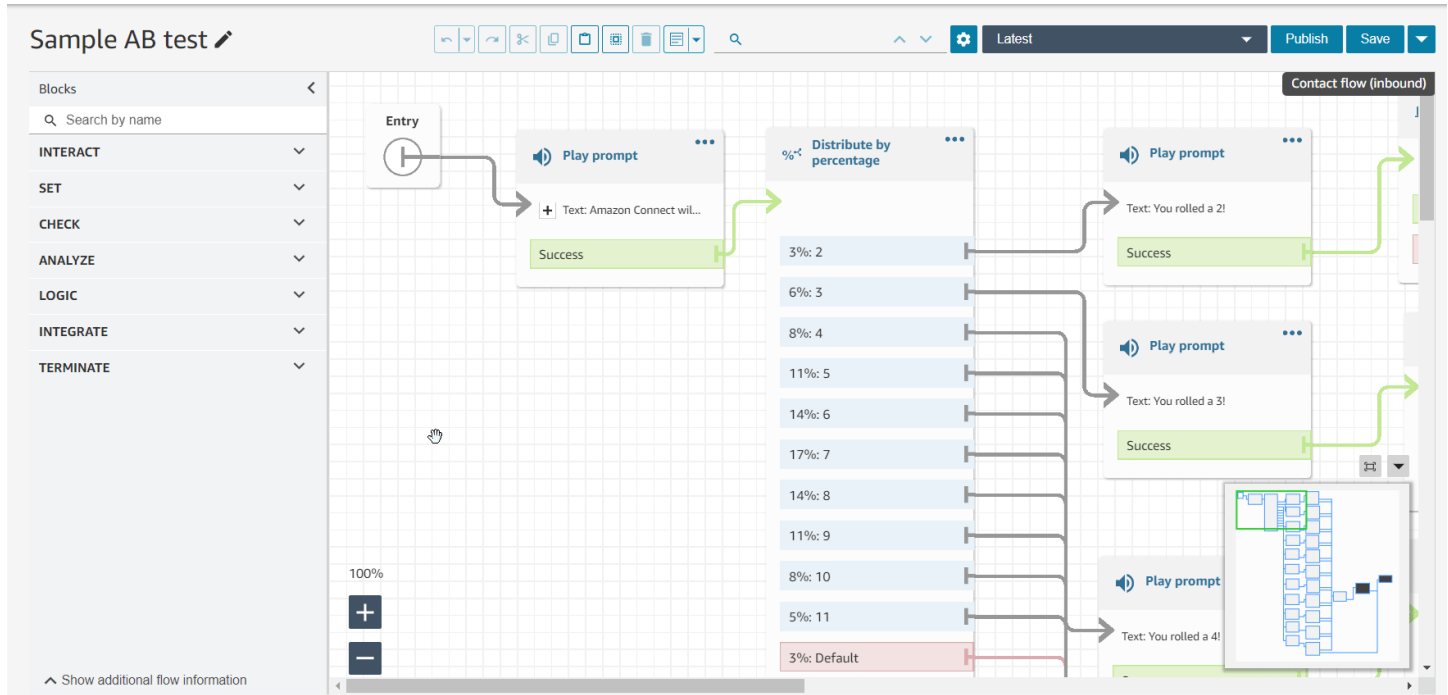 Sample AB test
Latest
Publish
Save
Contact flow (inbound)
Blocks
Search by name
INTERACT
SET
CHECK
ANALYZE
LOGIC
INTEGRATE
TERMINATE
Show additional flow information
Entry
Play prompt
Text: Amazon Connect wil...
Success
Distribute by
percentage
3%: 2
6%: 3
8%: 4
11%: 5
14%: 6
17%: 7
14%: 8
11%: 9
8%: 10
5%: 11
3%: Default
Play prompt
Text: You rolled a 2!
Success
Play prompt
Text: You rolled a 3!
Success
Play prompt
Text: You rolled a 4!
100%